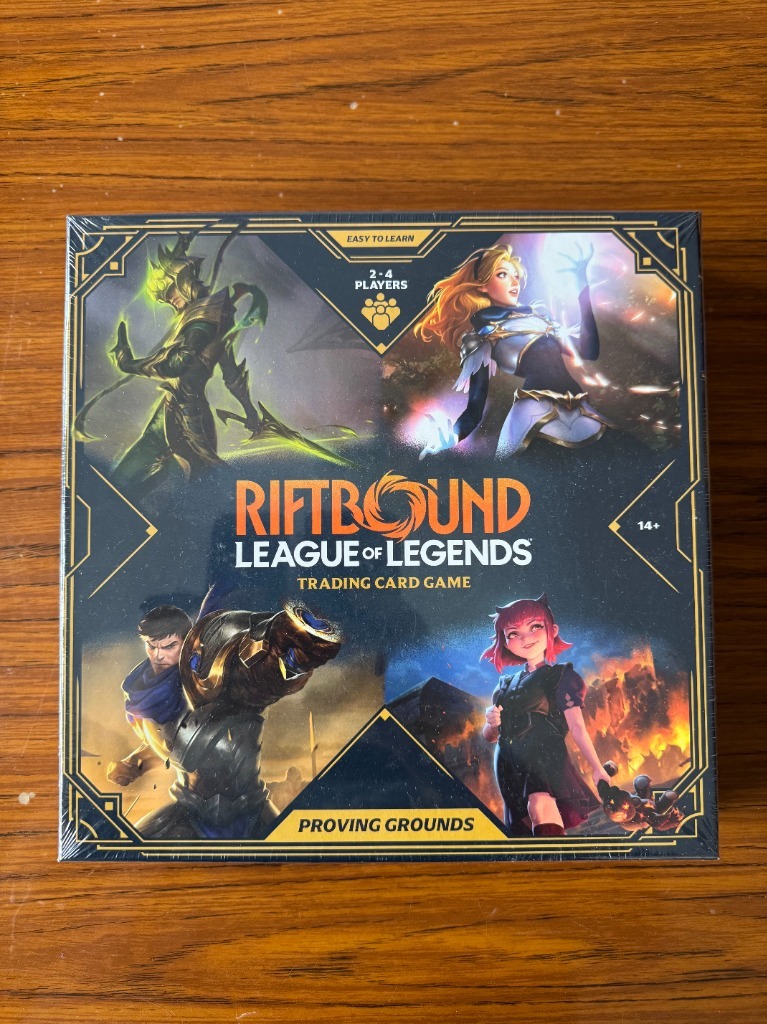 EASY TO LEARN
2 - 4
PLAYERS
RIFTBOUND
LEAGUE OF LEGENDS
TRADING CARD GAME
14+
PROVING GROUNDS